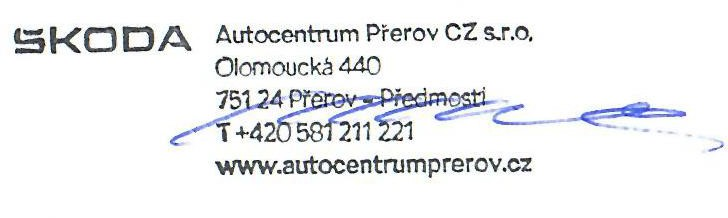 ŠKODA
Autocentrum Přerov CZ s.r.o.
Olomoucká 440
751 24 Přerov - Předmostí
T +420 581 211 221
www.autocentrumprerov.cz